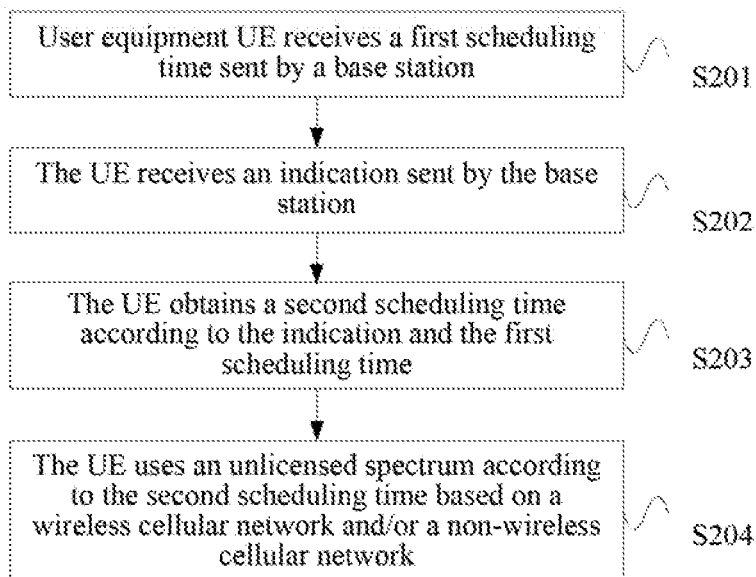 User equipment UE receives a first scheduling
time sent by a base station
S201
The UE receives an indication sent by the base
station
S202
The UE obtains a second scheduling time
according to the indication and the first
scheduling time
S203
The UE uses an unlicensed spectrum according
to the second scheduling time based on a
wireless cellular network and/or a non-wireless
cellular network
S204